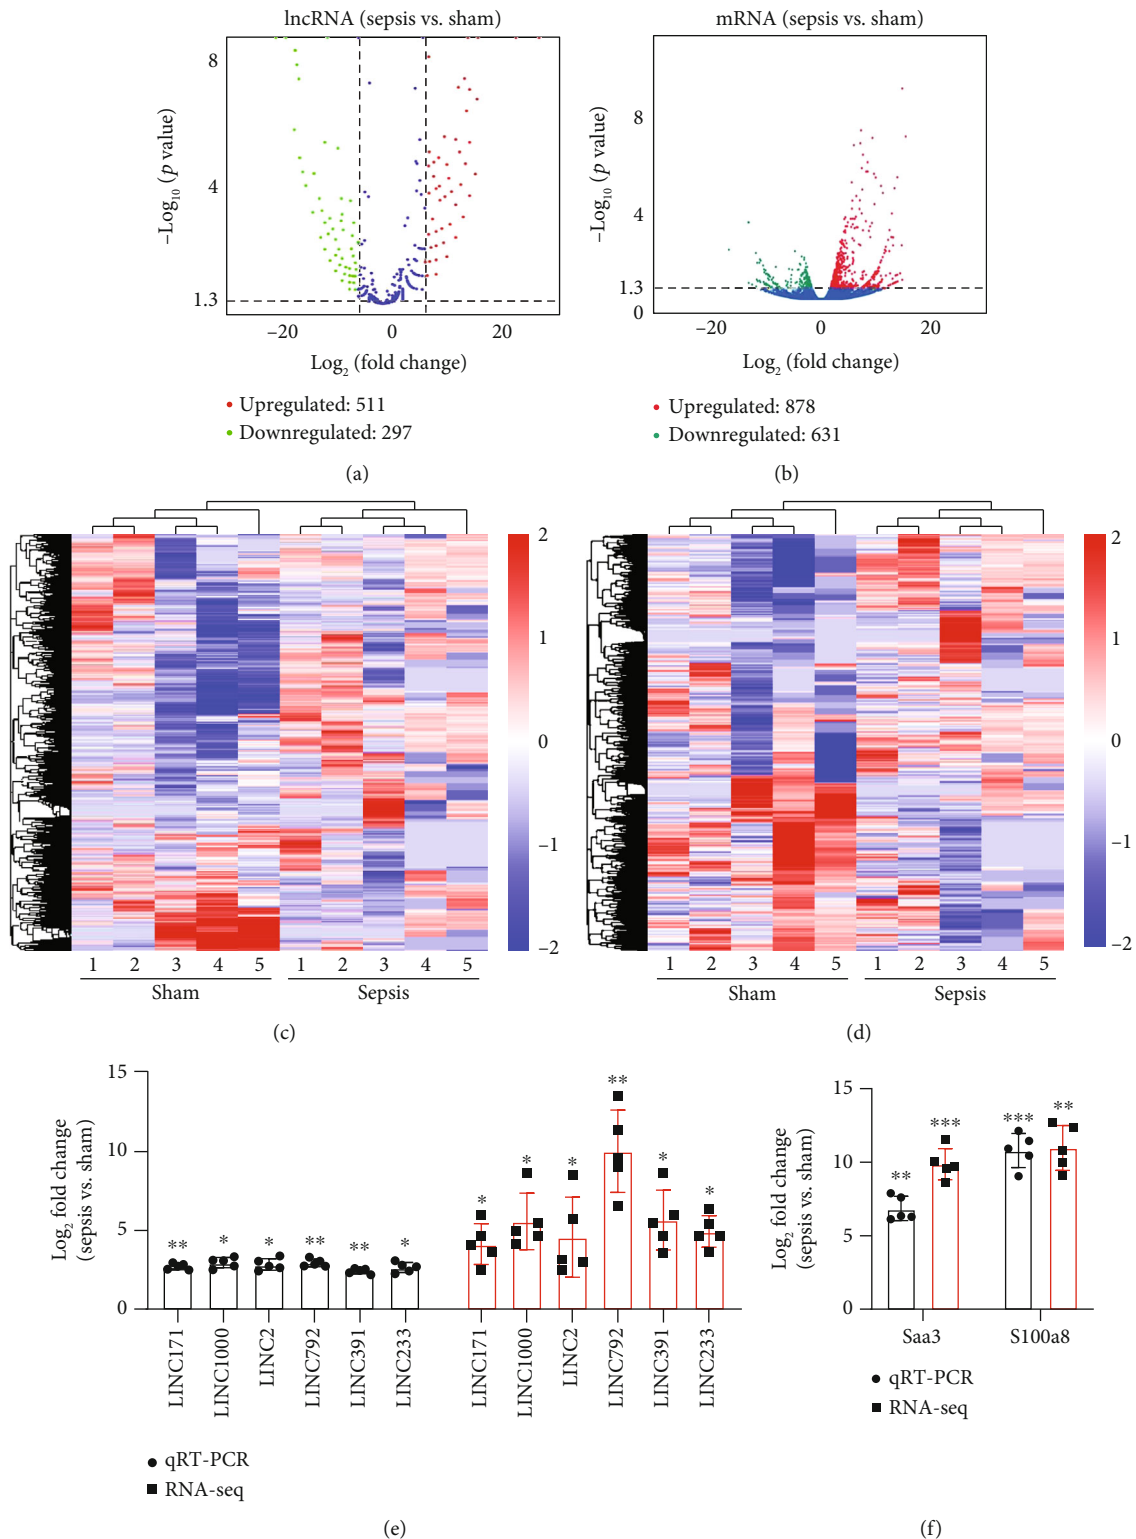 lncRNA (sepsis vs. sham)
8
4
1.3
−Log10 (p value)
−20
0
20
Log2 (fold change)
Upregulated: 511
Downregulated: 297
(a)
mRNA (sepsis vs. sham)
8
4
1.3
0
−Log10 (p value)
−20
0
20
Log2 (fold change)
Upregulated: 878
Downregulated: 631
(b)
2
1
0
−1
−2
1 2 3 4 5 1 2 3 4 5
Sham Sepsis
(c)
2
1
0
−1
−2
1 2 3 4 5 1 2 3 4 5
Sham Sepsis
(d)
15
10
5
0
Log2 fold change
(sepsis vs. sham)
** * * ** ** *
* * * ** * *
LINC171
LINC1000
LINC2
LINC792
LINC391
LINC233
LINC171
LINC1000
LINC2
LINC792
LINC391
LINC233
qRT-PCR
RNA-seq
(e)
15
10
5
0
Log2 fold change
(sepsis vs. sham)
** *** *** **
Saa3 S100a8
qRT-PCR
RNA-seq
(f)